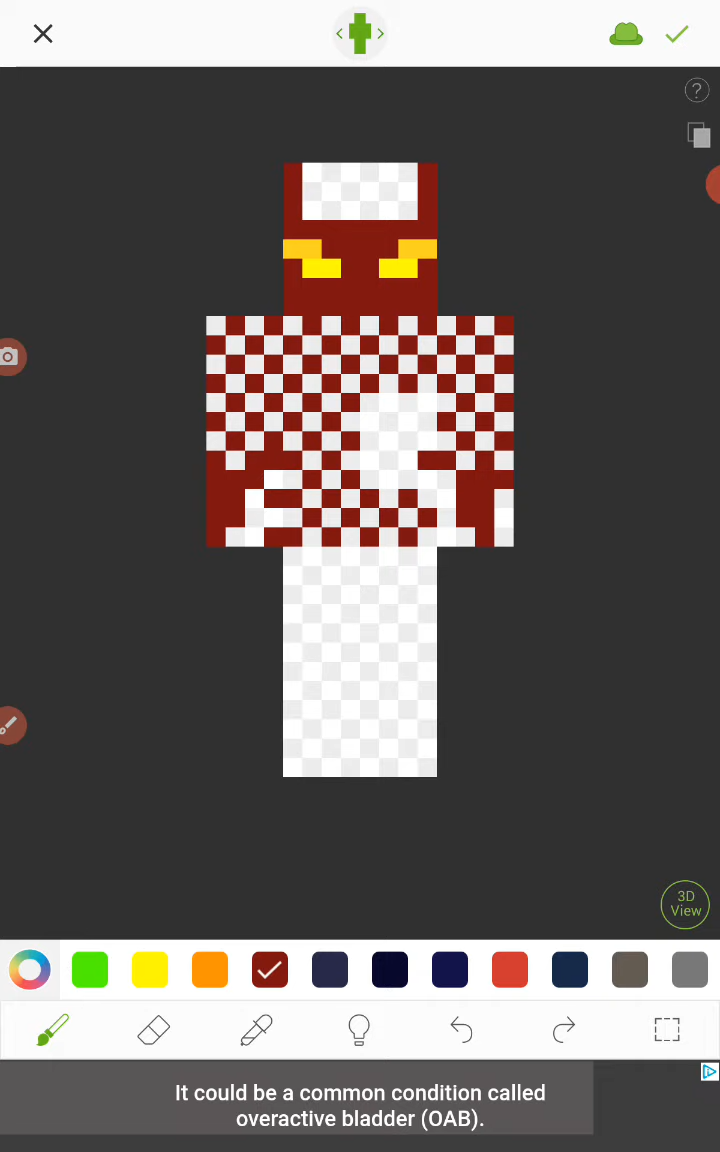 ?
3D
View
It could be a common condition called
overactive bladder (OAB).